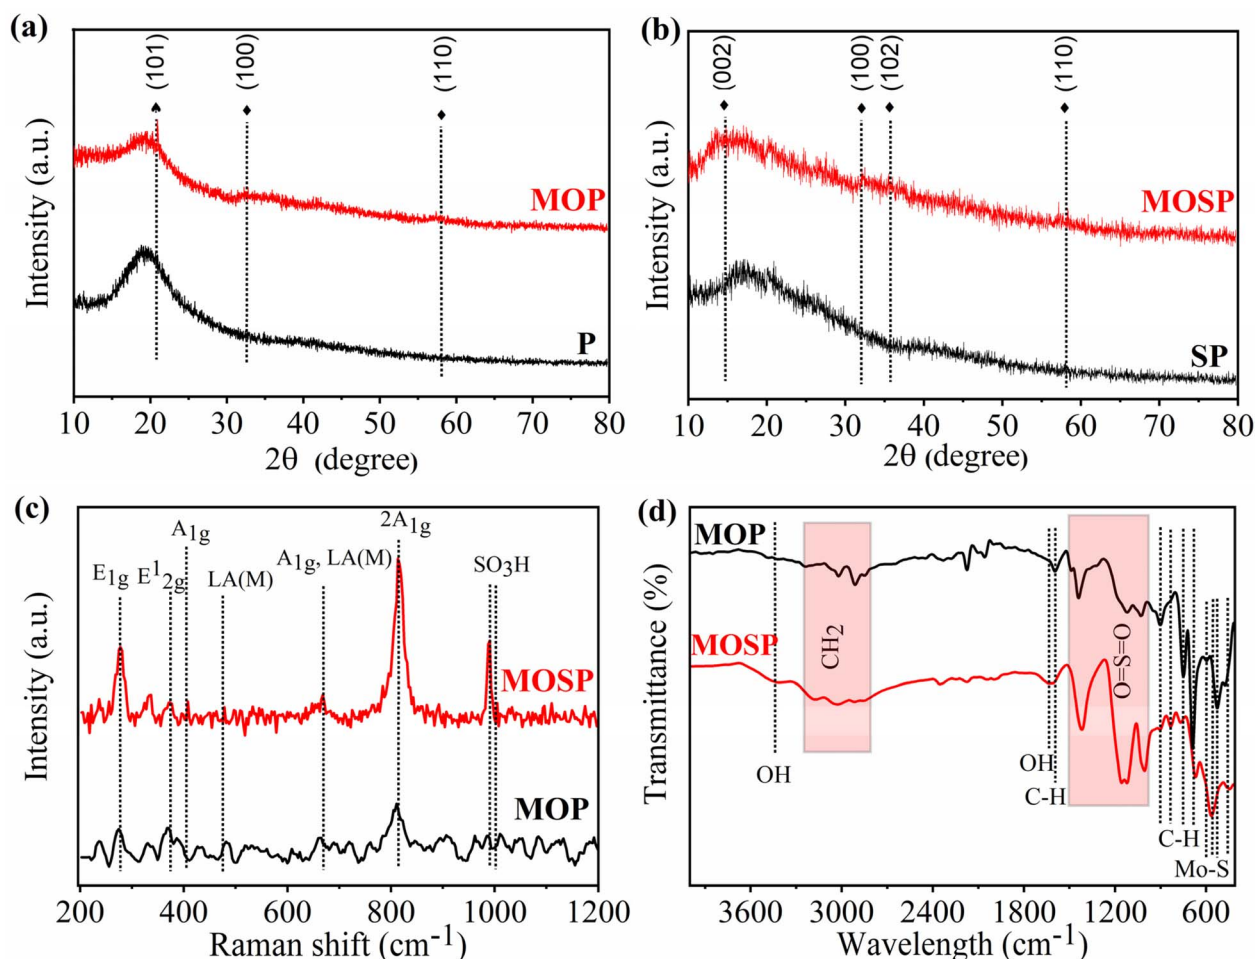 (a)
(101)
(100)
(110)
MOP
P
Intensity (a.u.)
10 20 30 40 50 60 70 80
2θ (degree)
(b)
(002)
(100)
(102)
(110)
MOSP
SP
Intensity (a.u.)
10 20 30 40 50 60 70 80
2θ (degree)
(c)
E1g
E12g
A1g
LA(M)
A1g, LA(M)
2A1g
SO3H
MOSP
MOP
Intensity (a.u.)
200 400 600 800 1000 1200
Raman shift (cm-1)
(d)
MOP
MOSP
CH2
O=S=O
OH
OH
C-H
C-H
Mo-S
Transmittance (%)
3600 3000 2400 1800 1200 600
Wavelength (cm-1)